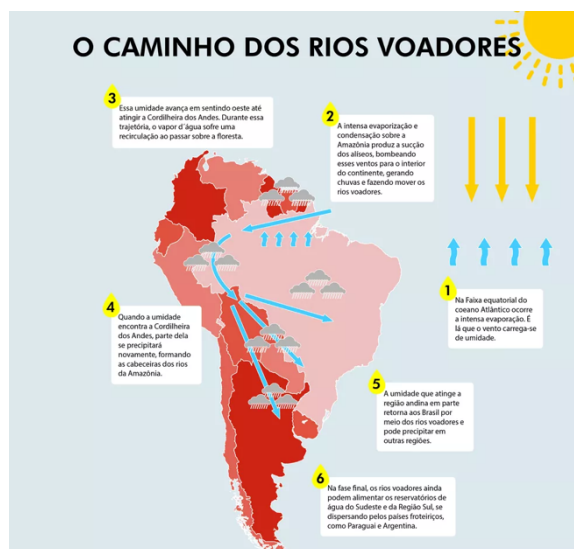 O CAMINHO DOS RIOS VOADORES
1
Na Faixa equatorial do
coeano Atlântico ocorre
a intensa evaporação. É
lá que o vento carrega-se
de umidade.
2
A intensa evaporização e
condensação sobre a
Amazônia produz a sucção
dos alíseos, bombeando
esses ventos para o interior
do continente, gerando
chuvas e fazendo mover os
rios voadores.
3
Essa umidade avança em sentindo oeste até
atingir a Cordilheira dos Andes. Durante essa
trajetória, o vapor d´água sofre uma
recirculação ao passar sobre a floresta.
4
Quando a umidade
encontra a Cordilheira
dos Andes, parte dela
se precipitará
novamente, formando
as cabeceiras dos rios
da Amazônia.
5
A umidade que atinge a
região andina em parte
retorna aos Brasil por
meio dos rios voadores e
pode precipitar em
outras regiões.
6
Na fase final, os rios voadores ainda
podem alimentar os reservatórios de
água do Sudeste e da Região Sul, se
dispersando pelos países froteiriços,
como Paraguai e Argentina.